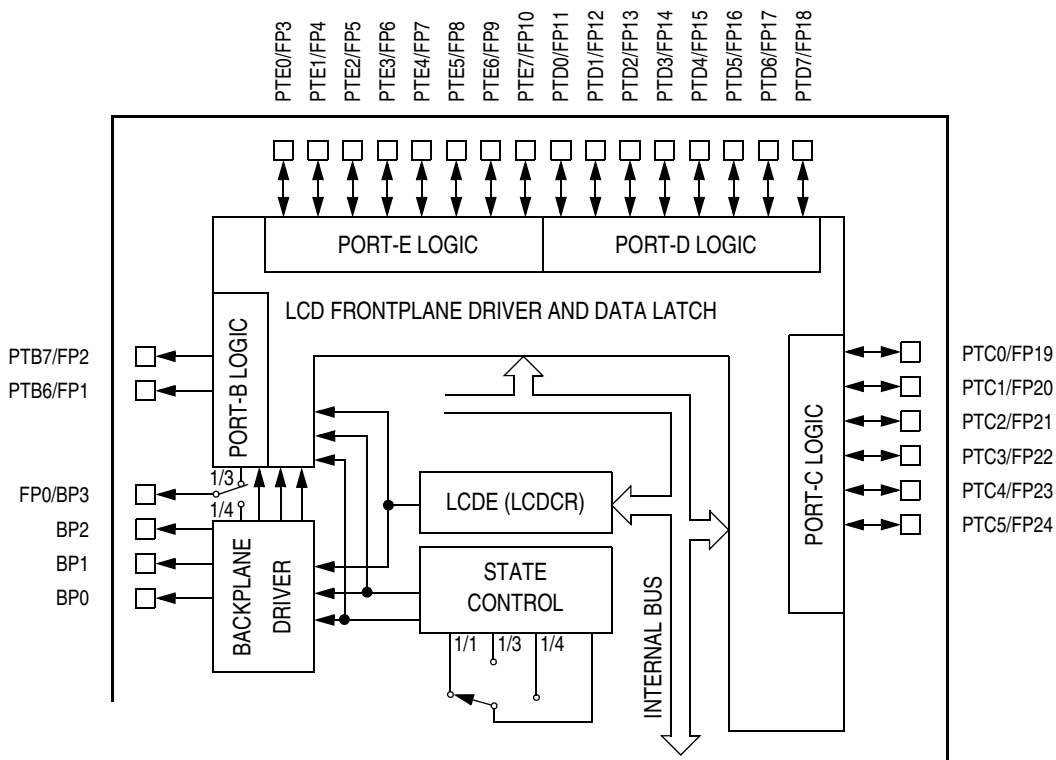 PTE0/FP3
PTE1/FP4
PTE2/FP5
PTE3/FP6
PTE4/FP7
PTE5/FP8
PTE6/FP9
PTE7/FP10
PTD0/FP11
PTD1/FP12
PTD2/FP13
PTD3/FP14
PTD4/FP15
PTD5/FP16
PTD6/FP17
PTD7/FP18
PORT-E LOGIC
PORT-D LOGIC
LCD FRONTPLANE DRIVER AND DATA LATCH
PTB7/FP2
PTB6/FP1
PORT-B LOGIC
FP0/BP3
1/3
1/4
BP2
BP1
BP0
BACKPLANE
DRIVER
LCDE (LCDCR)
STATE
CONTROL
1/1
1/3
1/4
INTERNAL BUS
PORT-C LOGIC
PTC0/FP19
PTC1/FP20
PTC2/FP21
PTC3/FP22
PTC4/FP23
PTC5/FP24